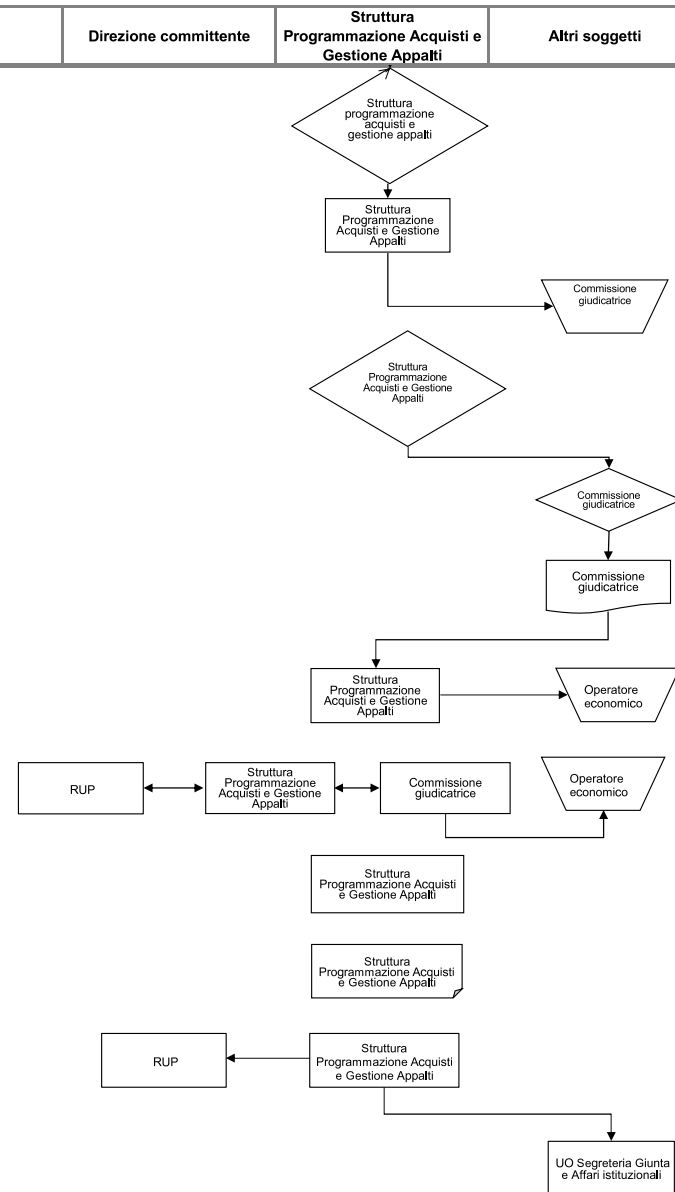 Direzione committente
Struttura
Programmazione Acquisti e
Gestione Appalti
Altri soggetti
Struttura
programmazione
acquisti e
gestione appalti
Struttura
Programmazione
Acquisti e Gestione
Appalti
Commissione
giudicatrice
Struttura
Programmazione
Acquisti e Gestione
Appalti
Commissione
giudicatrice
Commissione
giudicatrice
Struttura
Programmazione
Acquisti e Gestione
Appalti
Operatore
economico
RUP
Struttura
Programmazione
Acquisti e Gestione
Appalti
Commissione
giudicatrice
Operatore
economico
Struttura
Programmazione Acquisti
e Gestione Appalti
Struttura
Programmazione Acquisti
e Gestione Appalti
RUP
Struttura
Programmazione Acquisti
e Gestione Appalti
UO Segreteria Giunta
e Affari istituzionali